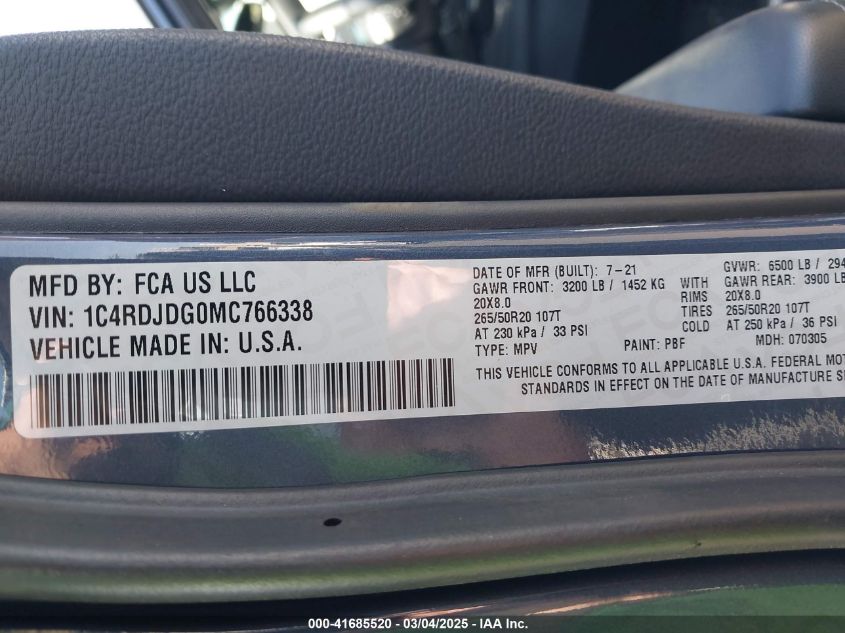 MFD BY: FCA US LLC
VIN: 1C4RDJDG0MC766338
VEHICLE MADE IN: U.S.A.
DATE OF MFR (BUILT): 7-21 GVWR: 6500 LB / 294
GAWR FRONT: 3200 LB / 1452 KG WITH GAWR REAR: 3900 LB
20X8.0 RIMS 20X8.0
265/50R20 107T TIRES 265/50R20 107T
AT 230 kPa / 33 PSI COLD AT 250 kPa / 36 PSI
TYPE: MPV PAINT: PBF MDH: 070305
THIS VEHICLE CONFORMS TO ALL APPLICABLE U.S.A. FEDERAL MOT
STANDARDS IN EFFECT ON THE DATE OF MANUFACTURE S
000-41685520 - 03/04/2025 - IAA Inc.